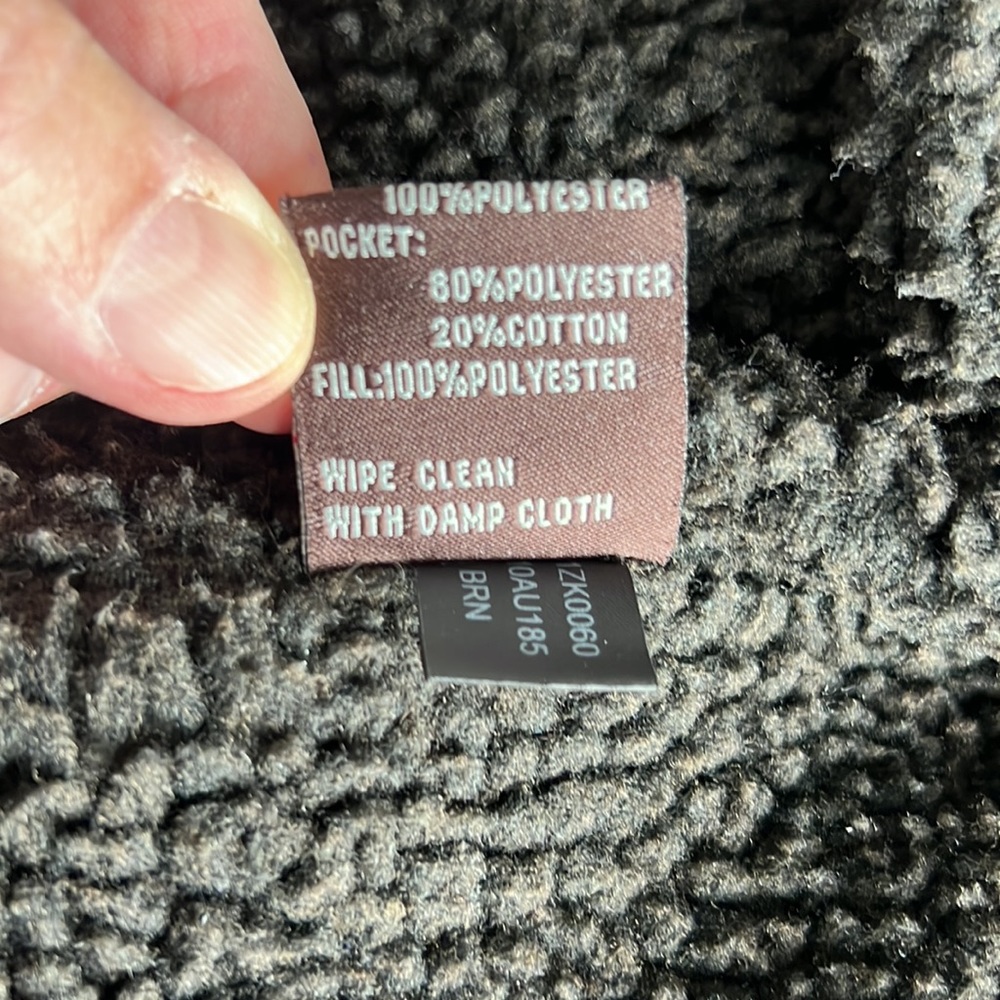 100%POLYESTER
POCKET:
80%POLYESTER
20%COTTON
FILL:100%POLYESTER
WIPE CLEAN
WITH DAMP CLOTH
1ZK0060
0AU185
BRN